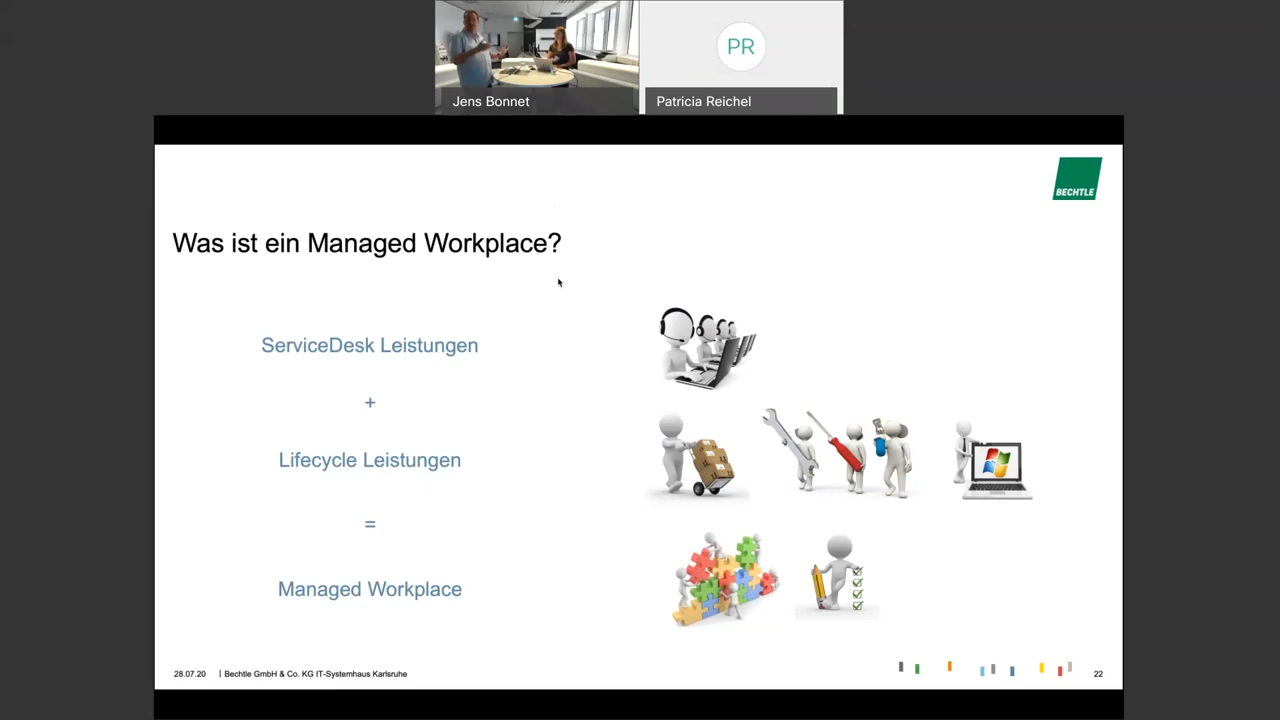 PR
Jens Bonnet
Patricia Reichel
BECHTLE
Was ist ein Managed Workplace?
ServiceDesk Leistungen
+
Lifecycle Leistungen
=
Managed Workplace
28.07.20 | Bechtle GmbH & Co. KG IT-Systemhaus Karlsruhe
22